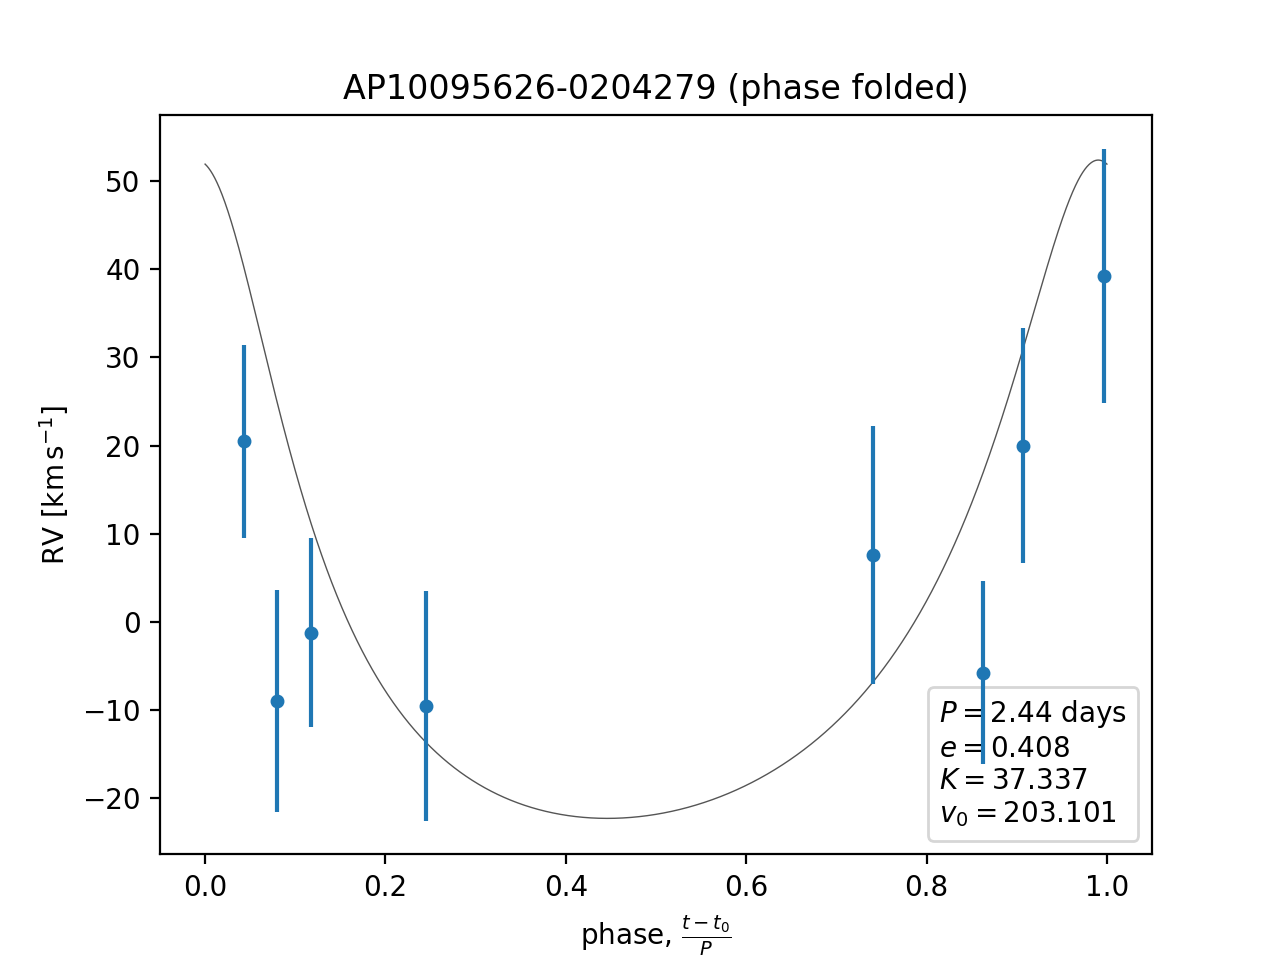 AP10095626-0204279 (phase folded)
RV [km s⁻¹]
50
40
30
20
10
0
−10
−20
P = 2.44 days
e = 0.408
K = 37.337
v₀ = 203.101
0.0 0.2 0.4 0.6 0.8 1.0
phase, (t − t₀)/P